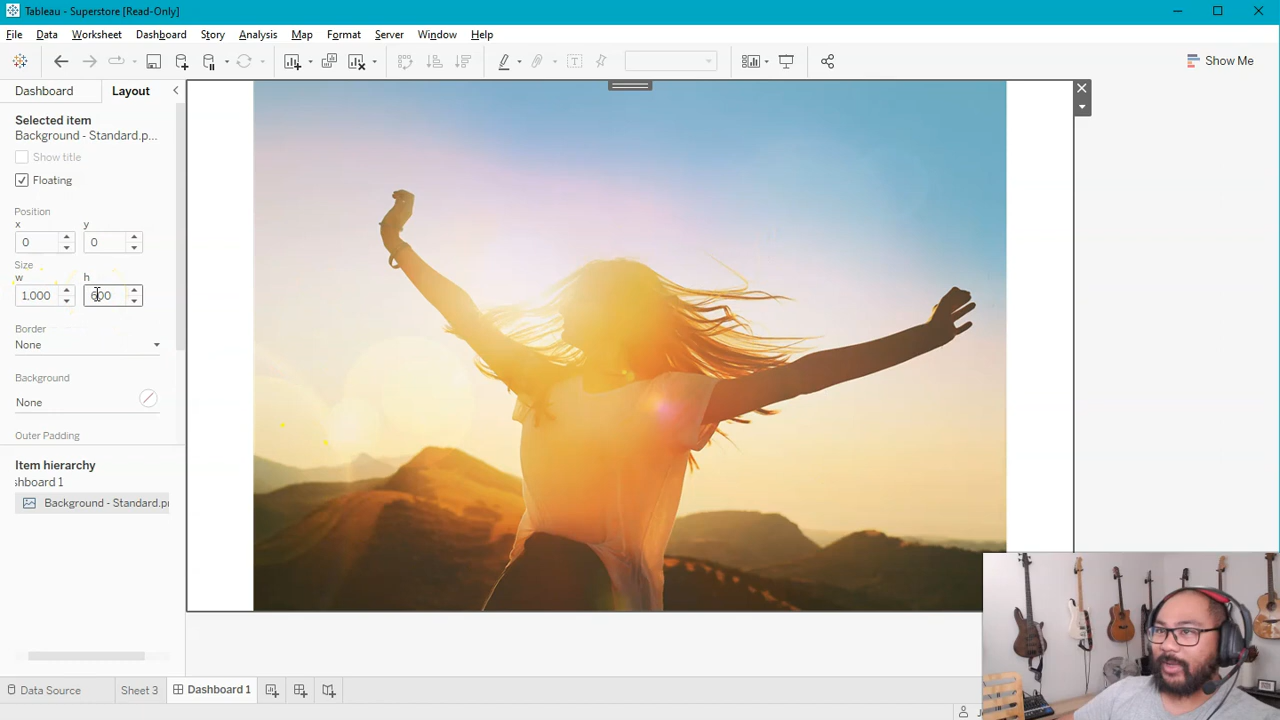 Tableau - Superstore [Read-Only]
File Data Worksheet Dashboard Story Analysis Map Format Server Window Help
Show Me
Dashboard Layout
Selected item
Background - Standard.p...
Show title
Floating
Position
x y
0 0
Size
w h
1,000 600
Border
None
Background
None
Outer Padding
Item hierarchy
shboard 1
Background - Standard.p
Data Source Sheet 3 Dashboard 1